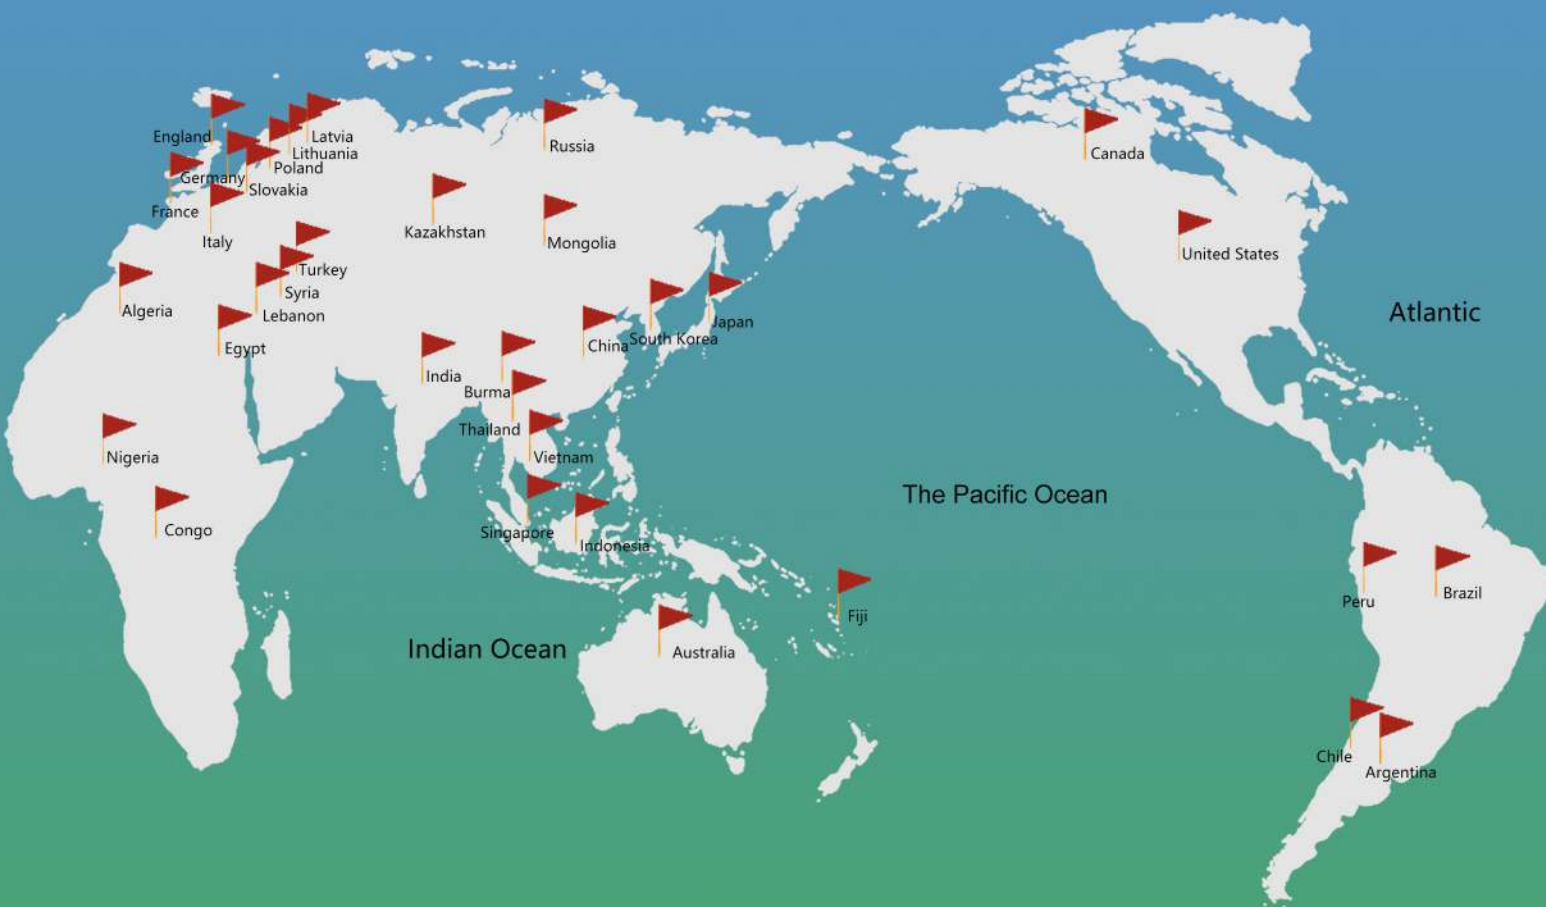 England
Latvia
Lithuania
Poland
Germany
Slovakia
France
Italy
Russia
Canada
Kazakhstan
Mongolia
United States
Turkey
Syria
Lebanon
Algeria
Egypt
Atlantic
Japan
South Korea
China
India
Burma
Thailand
Vietnam
Nigeria
The Pacific Ocean
Congo
Singapore
Indonesia
Peru
Brazil
Fiji
Indian Ocean
Australia
Chile
Argentina